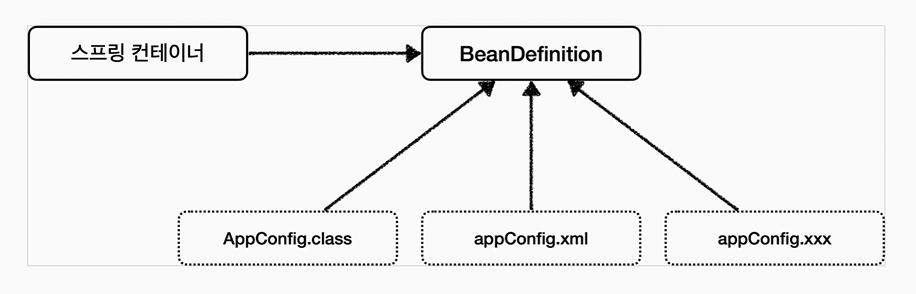 스프링 컨테이너
BeanDefinition
AppConfig.class
appConfig.xml
appConfig.xxx